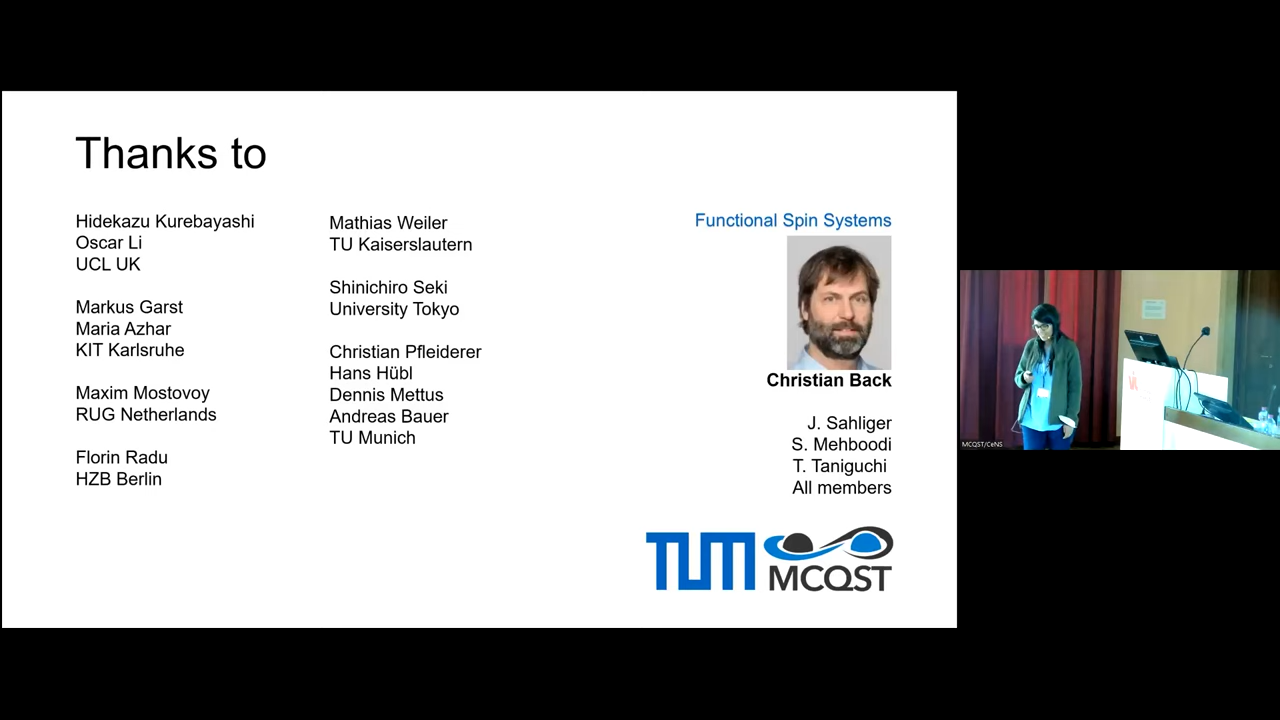 Thanks to
Hidekazu Kurebayashi
Oscar Li
UCL UK
Markus Garst
Maria Azhar
KIT Karlsruhe
Maxim Mostovoy
RUG Netherlands
Florin Radu
HZB Berlin
Mathias Weiler
TU Kaiserslautern
Shinichiro Seki
University Tokyo
Christian Pfleiderer
Hans Hübl
Dennis Mettus
Andreas Bauer
TU Munich
Functional Spin Systems
Christian Back
J. Sahliger
S. Mehboodi
T. Taniguchi
All members
TUM
MCQST
MCQST/CeNS